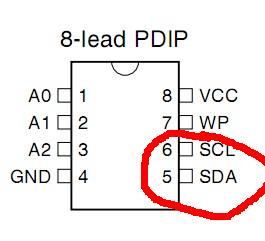 8-lead PDIP
A0 1 8 VCC
A1 2 7 WP
A2 3 6 SCL
GND 4 5 SDA